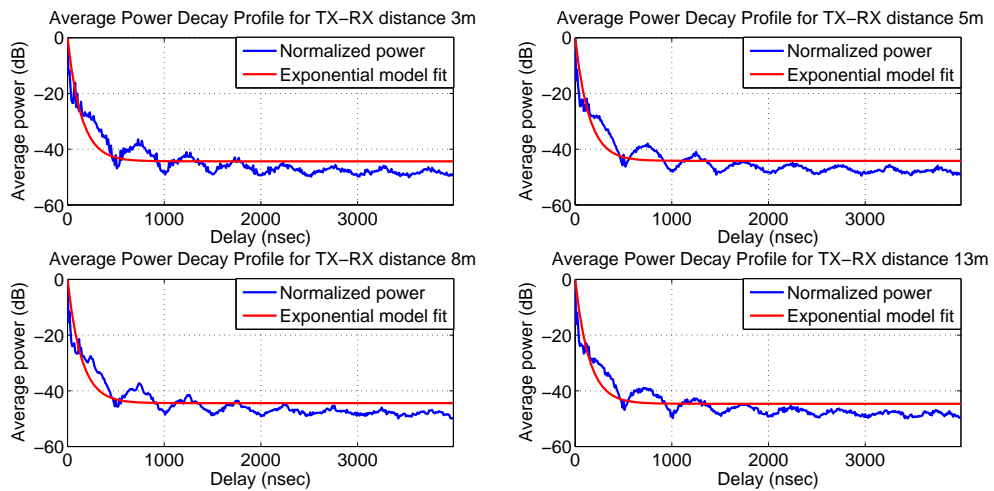 Average Power Decay Profile for TX−RX distance 3m
Average power (dB)
0
−20
−40
−60
Normalized power
Exponential model fit
0 1000 2000 3000
Delay (nsec)
Average Power Decay Profile for TX−RX distance 5m
Average power (dB)
0
−20
−40
−60
Normalized power
Exponential model fit
0 1000 2000 3000
Delay (nsec)
Average Power Decay Profile for TX−RX distance 8m
Average power (dB)
0
−20
−40
−60
Normalized power
Exponential model fit
0 1000 2000 3000
Delay (nsec)
Average Power Decay Profile for TX−RX distance 13m
Average power (dB)
0
−20
−40
−60
Normalized power
Exponential model fit
0 1000 2000 3000
Delay (nsec)